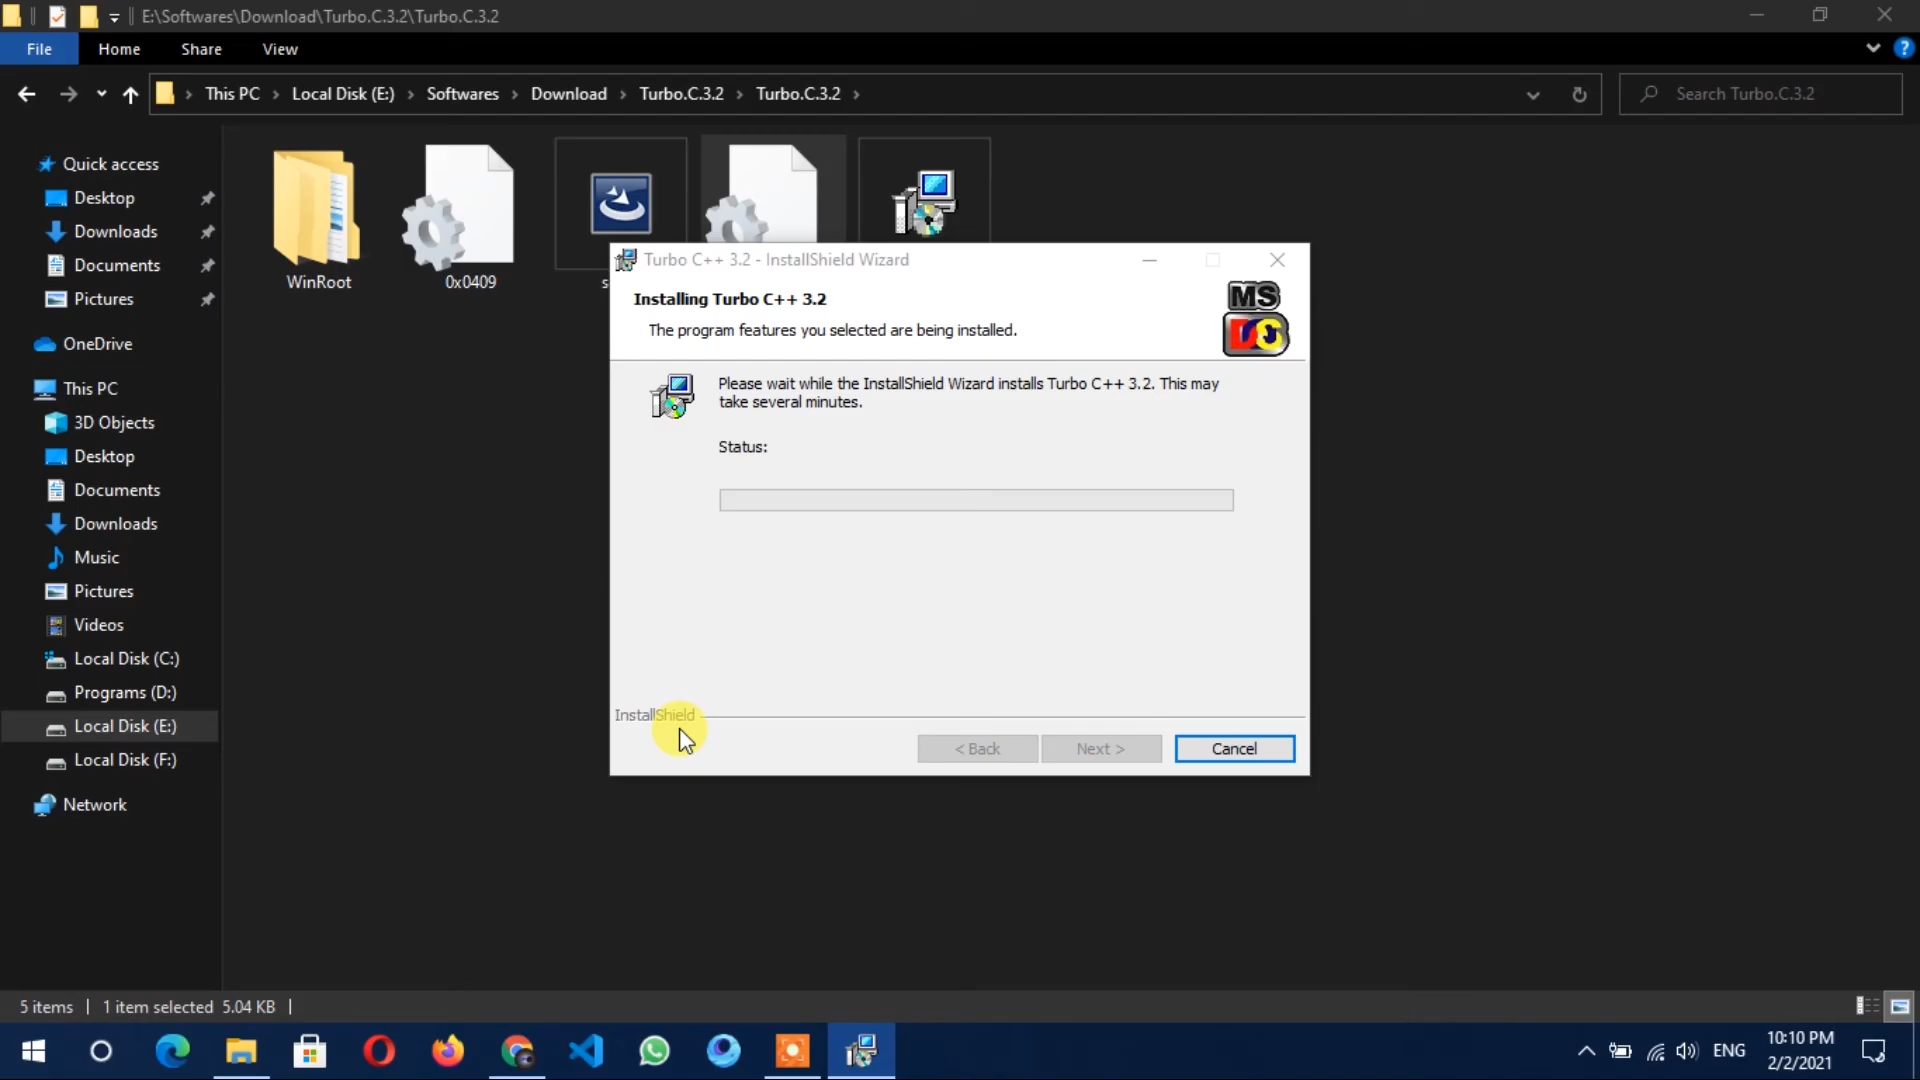 E:\Softwares\Download\Turbo.C.3.2\Turbo.C.3.2
File Home Share View
This PC Local Disk (E:) Softwares Download Turbo.C.3.2 Turbo.C.3.2
Search Turbo.C.3.2
Quick access
Desktop
Downloads
Documents
Pictures
OneDrive
This PC
3D Objects
Desktop
Documents
Downloads
Music
Pictures
Videos
Local Disk (C:)
Programs (D:)
Local Disk (E:)
Local Disk (F:)
Network
WinRoot
0x0409
Turbo C++ 3.2 - InstallShield Wizard
Installing Turbo C++ 3.2
The program features you selected are being installed.
MS
DOS
Please wait while the InstallShield Wizard installs Turbo C++ 3.2. This may
take several minutes.
Status:
InstallShield
< Back Next > Cancel
5 items 1 item selected 5.04 KB
ENG
10:10 PM
2/2/2021